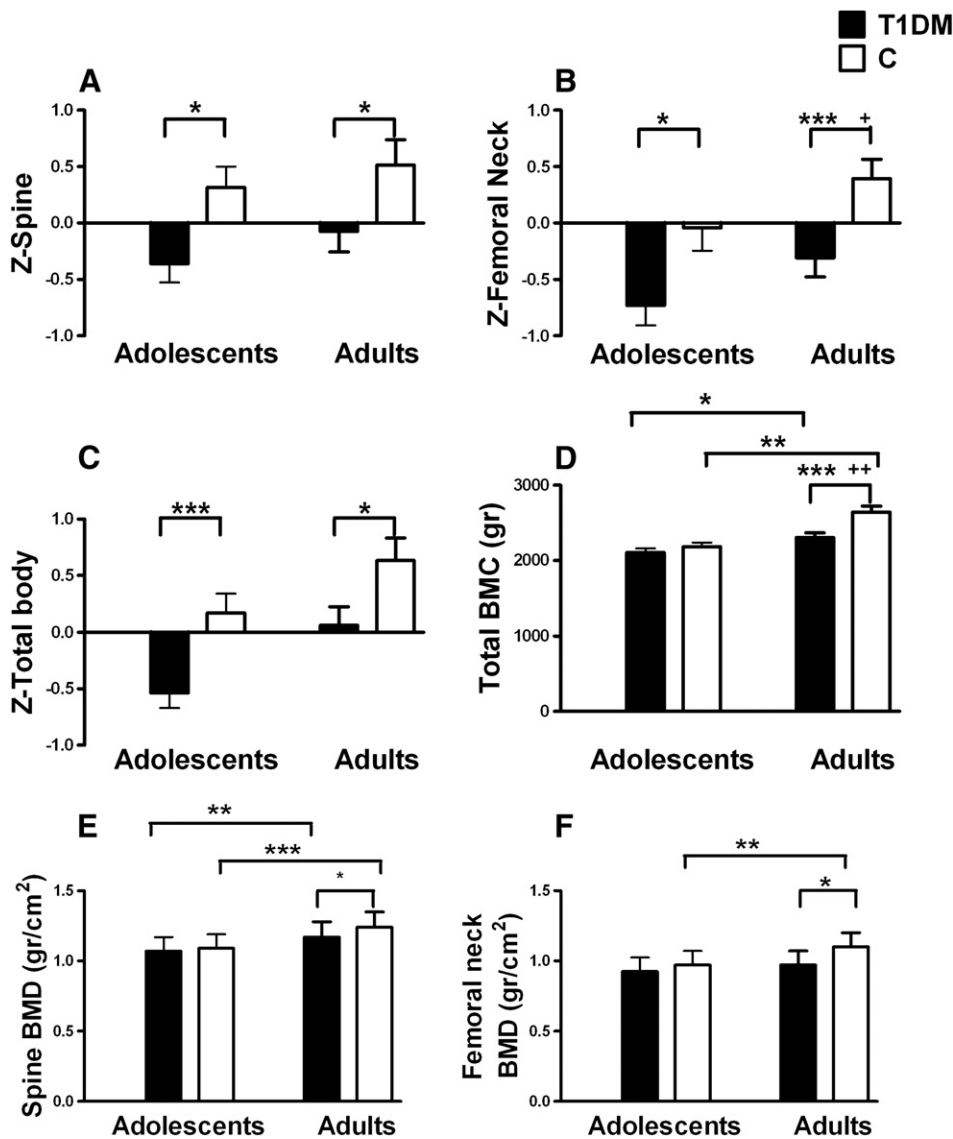 T1DM
C
A
* *
1.0
0.5
0.0
-0.5
-1.0
Z-Spine
Adolescents Adults
B
* *** +
1.0
0.5
0.0
-0.5
-1.0
Z-Femoral Neck
Adolescents Adults
C
*** *
1.0
0.5
0.0
-0.5
-1.0
Z-Total body
Adolescents Adults
D
*
**
*** ++
3000
2000
1000
0
Total BMC (gr)
Adolescents Adults
E
**
***
*
1.5
1.0
0.5
0.0
Spine BMD (gr/cm²)
Adolescents Adults
F
**
*
1.5
1.0
0.5
0.0
Femoral neck
BMD (gr/cm²)
Adolescents Adults